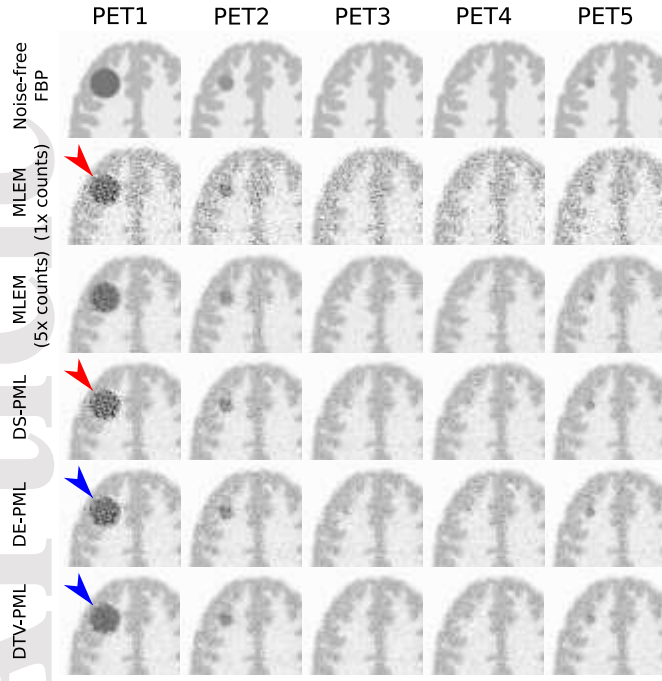 PET1 PET2 PET3 PET4 PET5
Noise-free
FBP
MLEM
(1x counts)
MLEM
(5x counts)
DS-PML
DE-PML
DTV-PML